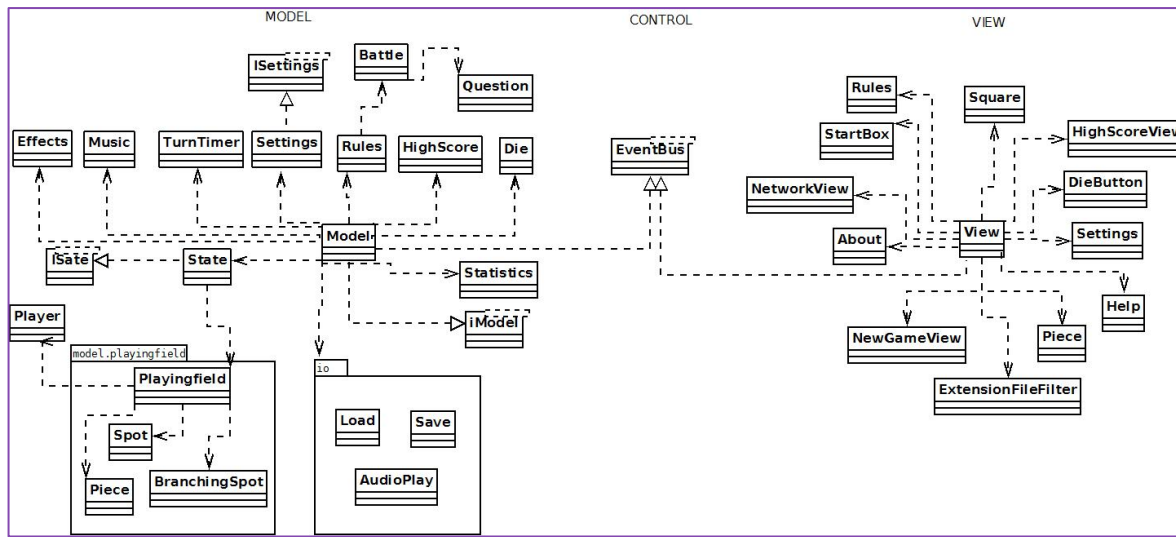 MODEL
CONTROL
VIEW
ISettings
Battle
Question
Rules
Square
StartBox
HighScoreView
Effects
Music
TurnTimer
Settings
Rules
HighScore
Die
EventBus
NetworkView
DieButton
Model
About
View
Settings
ISate
State
Statistics
Player
iModel
Help
NewGameView
Piece
model.playingfield
io
Playingfield
ExtensionFileFilter
Load
Save
Spot
Piece
BranchingSpot
AudioPlay